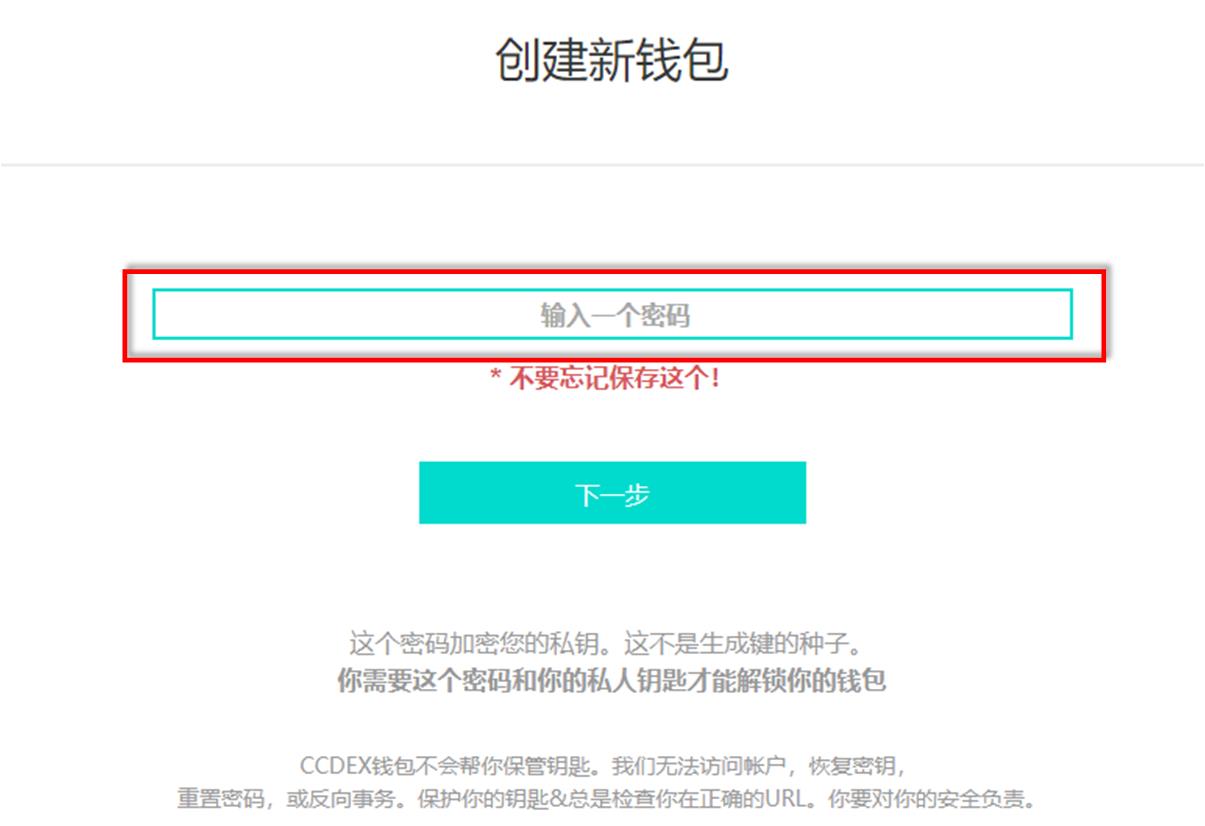 创建新钱包
输入一个密码
* 不要忘记保存这个!
下一步
这个密码加密您的私钥。这不是生成键的种子。
你需要这个密码和你的私人钥匙才能解锁你的钱包
CCDEX钱包不会帮你保管钥匙。我们无法访问帐户，恢复密钥，
重置密码，或反向事务。保护你的钥匙&总是检查你在正确的URL。你要对你的安全负责。